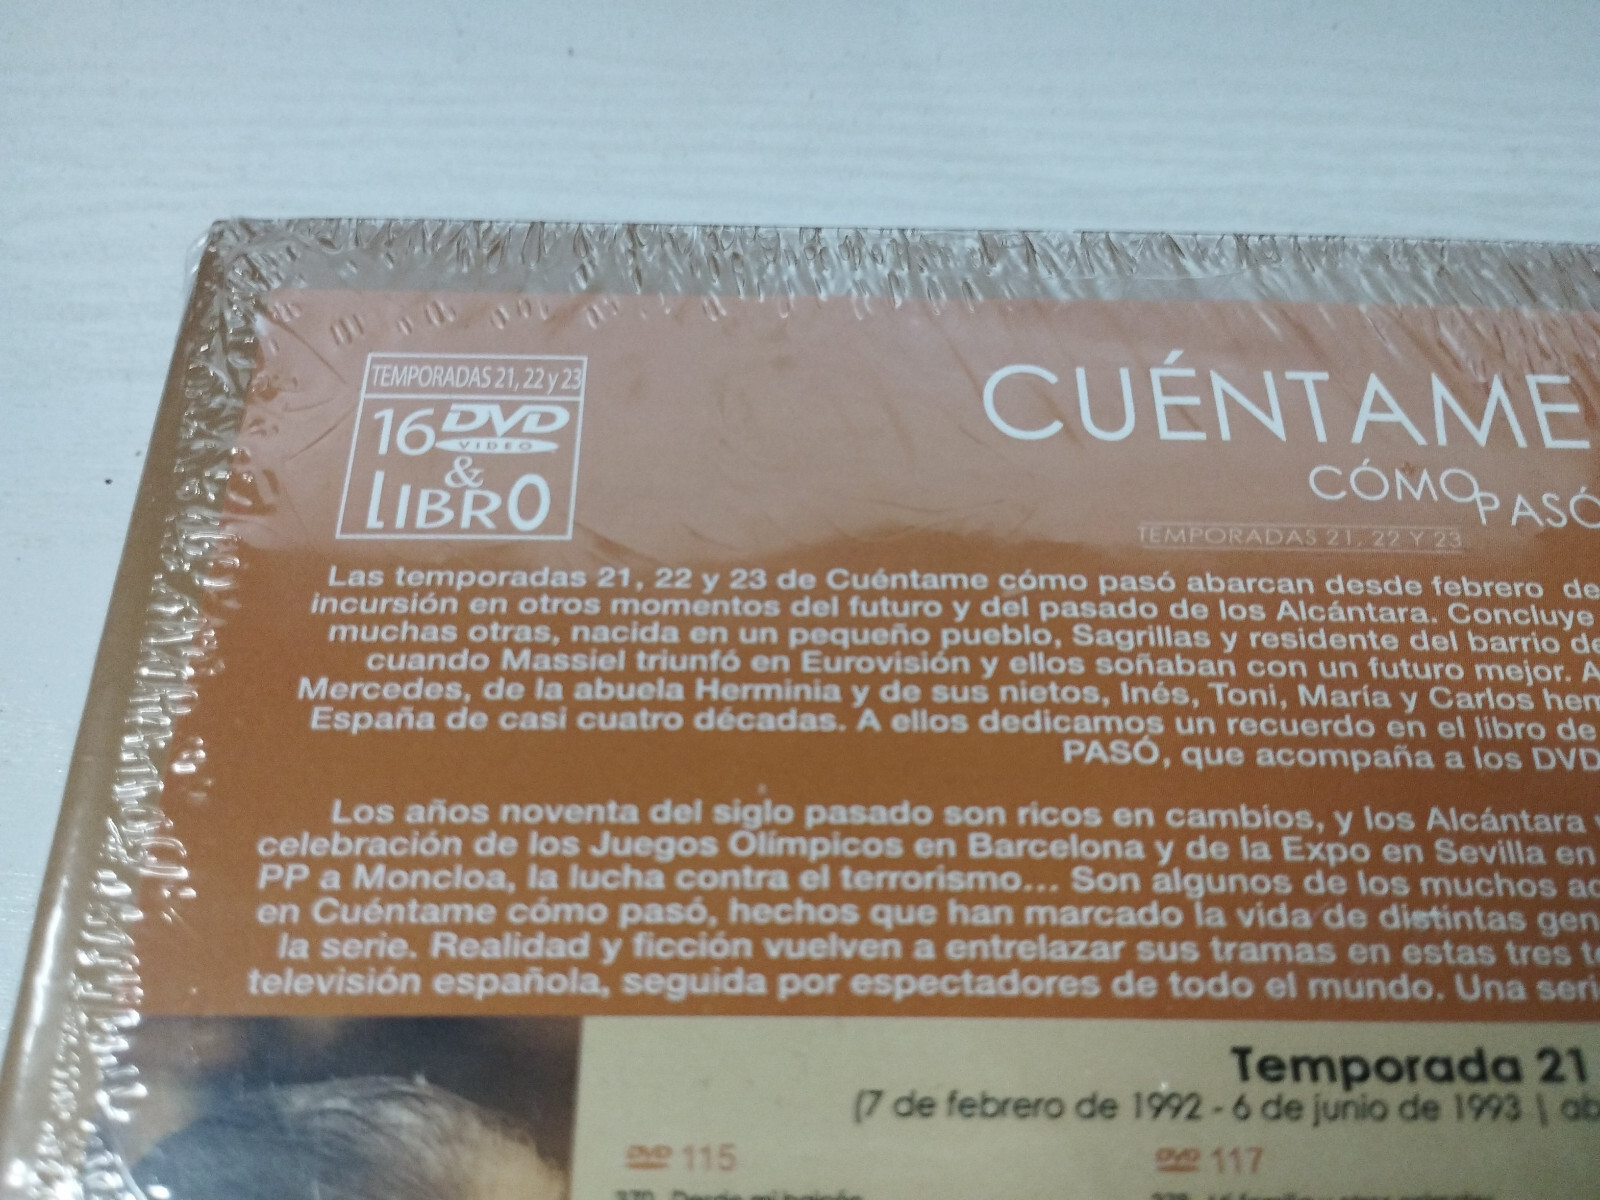 TEMPORADAS 21, 22 y 23
16 DVD
VIDEO
&
LIBRO
CUÉNTAME
CÓMO PASÓ
TEMPORADAS 21, 22 Y 23
Las temporadas 21, 22 y 23 de Cuéntame cómo pasó abarcan desde febrero de
incursión en otros momentos del futuro y del pasado de los Alcántara. Concluye
muchas otras, nacida en un pequeño pueblo, Sagrillas y residente del barrio de
cuando Massiel triunfó en Eurovisión y ellos soñaban con un futuro mejor. A
Mercedes, de la abuela Herminia y de sus nietos, Inés, Toni, María y Carlos hem
España de casi cuatro décadas. A ellos dedicamos un recuerdo en el libro de
PASÓ, que acompaña a los DVD
Los años noventa del siglo pasado son ricos en cambios, y los Alcántara v
celebración de los Juegos Olímpicos en Barcelona y de la Expo en Sevilla en
PP a Moncloa, la lucha contra el terrorismo... Son algunos de los muchos ac
en Cuéntame cómo pasó, hechos que han marcado la vida de distintas gen
la serie. Realidad y ficción vuelven a entrelazar sus tramas en estas tres te
televisión española, seguida por espectadores de todo el mundo. Una seri
Temporada 21
(7 de febrero de 1992 - 6 de junio de 1993 | ab
DVD 115
DVD 117